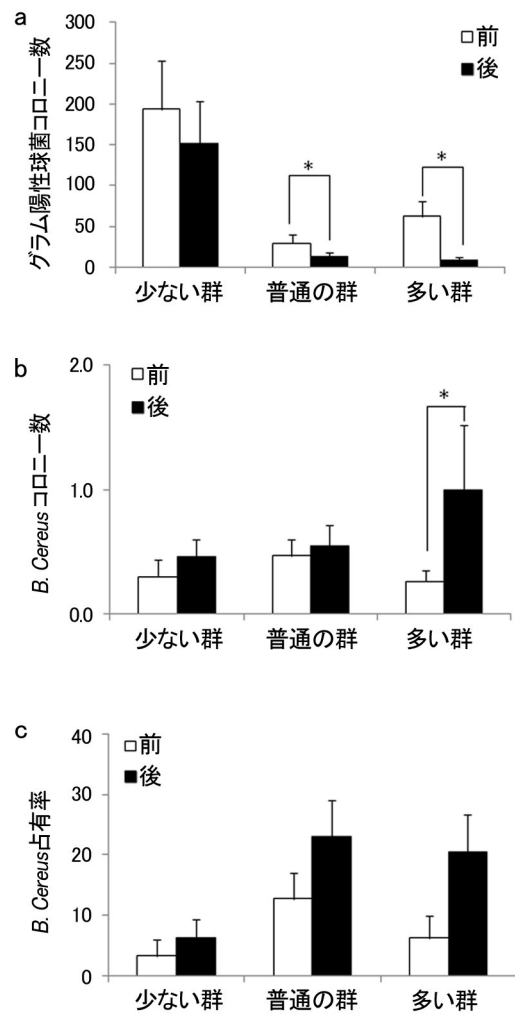 a
グラム陽性球菌コロニー数
300
250
200
150
100
50
0
前
後
*
*
少ない群 普通の群 多い群
b
B. Cereus コロニー数
2.0
1.0
0.0
前
後
*
少ない群 普通の群 多い群
c
B. Cereus占有率
40
30
20
10
0
前
後
少ない群 普通の群 多い群